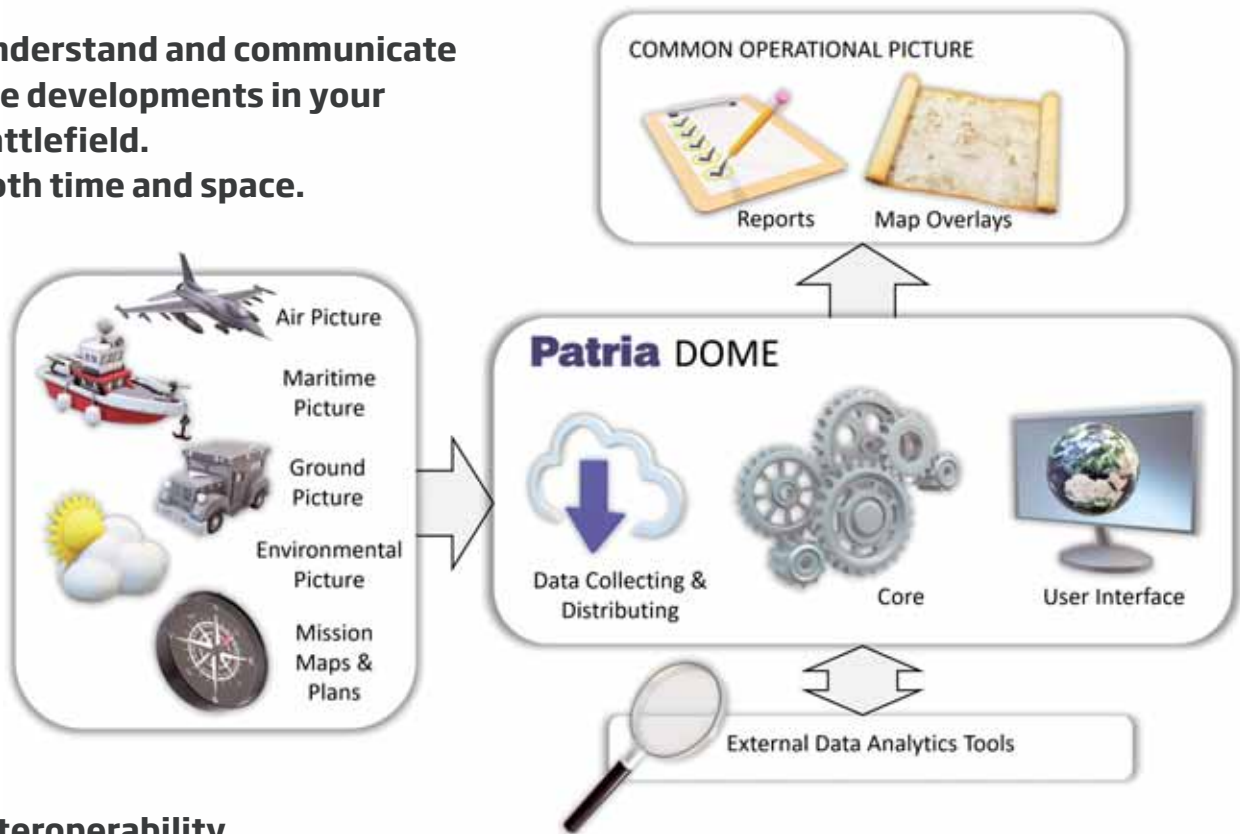 nderstand and communicate
e developments in your
attlefield.
oth time and space.
COMMON OPERATIONAL PICTURE
Reports
Map Overlays
Air Picture
Maritime
Picture
Ground
Picture
Environmental
Picture
Mission
Maps &
Plans
Patria DOME
Data Collecting &
Distributing
Core
User Interface
External Data Analytics Tools
teroperability